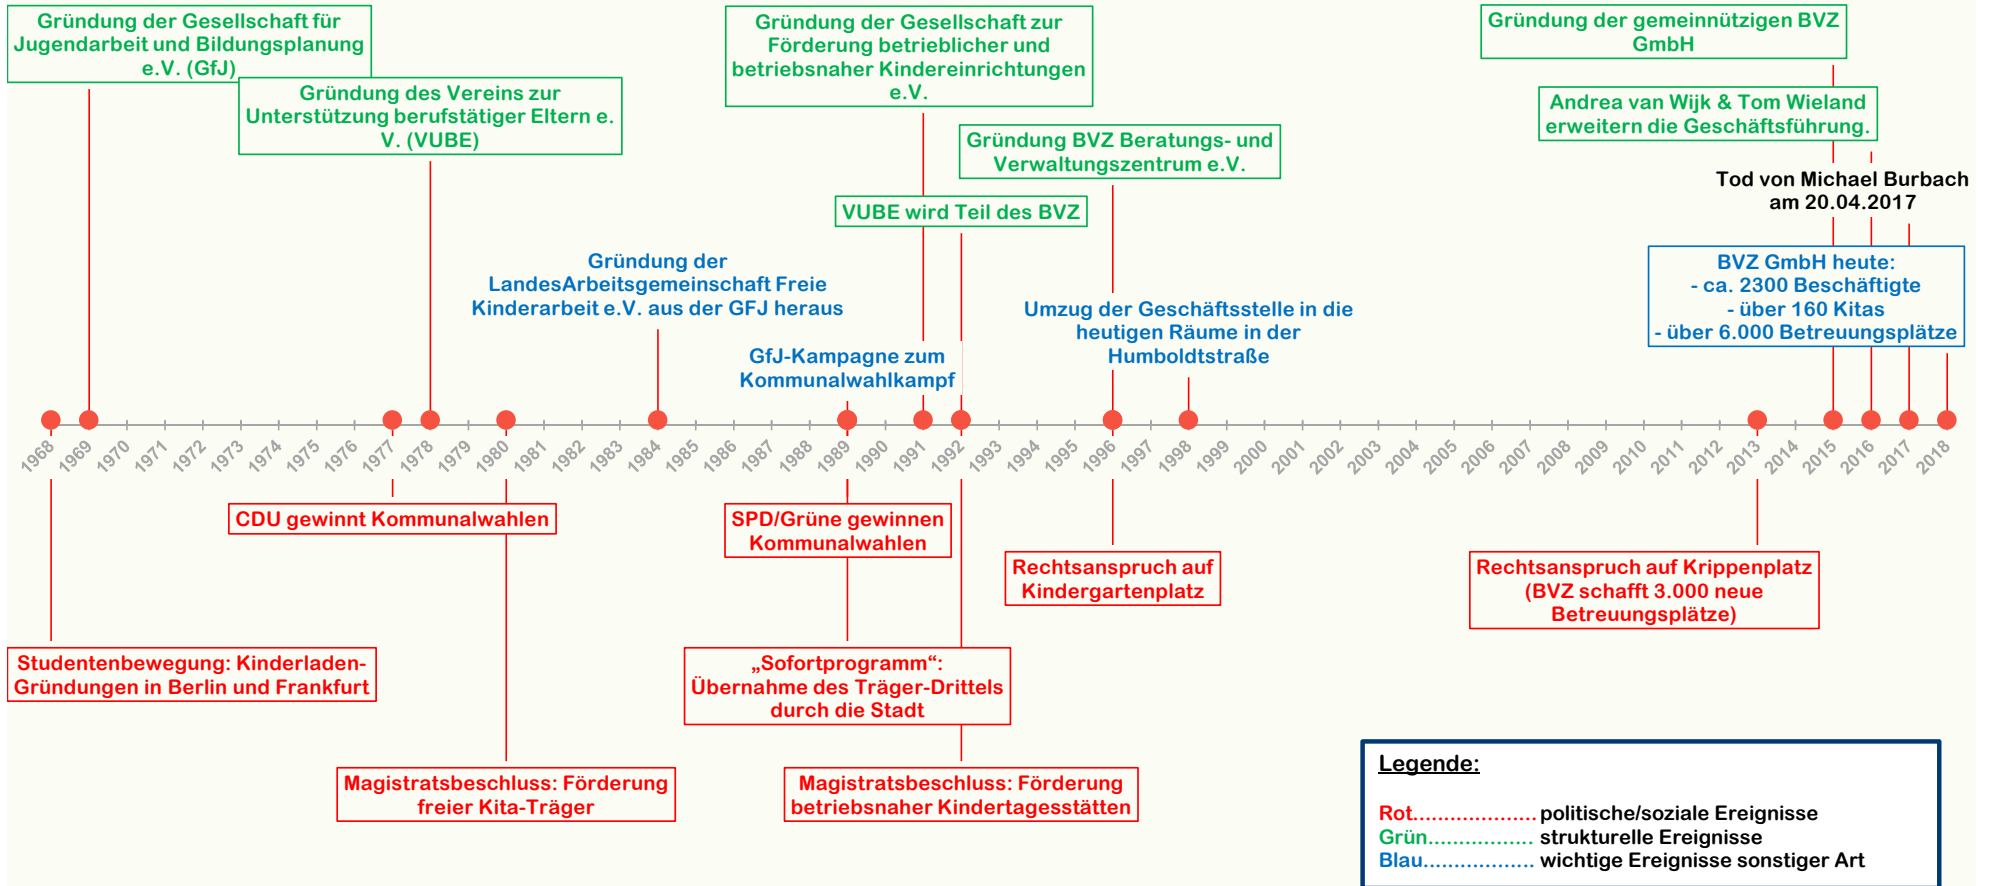 Gründung der Gesellschaft für
Jugendarbeit und Bildungsplanung
e.V. (GfJ)
Gründung des Vereins zur
Unterstützung berufstätiger Eltern e.
V. (VUBE)
Gründung der Gesellschaft zur
Förderung betrieblicher und
betriebsnaher Kindereinrichtungen
e.V.
Gründung BVZ Beratungs- und
Verwaltungszentrum e.V.
VUBE wird Teil des BVZ
Gründung der gemeinnützigen BVZ
GmbH
Andrea van Wijk & Tom Wieland
erweitern die Geschäftsführung.
Tod von Michael Burbach
am 20.04.2017
Gründung der
LandesArbeitsgemeinschaft Freie
Kinderarbeit e.V. aus der GFJ heraus
GfJ-Kampagne zum
Kommunalwahlkampf
Umzug der Geschäftsstelle in die
heutigen Räume in der
Humboldtstraße
BVZ GmbH heute:
- ca. 2300 Beschäftigte
- über 160 Kitas
- über 6.000 Betreuungsplätze
1968
1969
1970
1971
1972
1973
1974
1975
1976
1977
1978
1979
1980
1981
1982
1983
1984
1985
1986
1987
1988
1989
1990
1991
1992
1993
1994
1995
1996
1997
1998
1999
2000
2001
2002
2003
2004
2005
2006
2007
2008
2009
2010
2011
2012
2013
2014
2015
2016
2017
2018
CDU gewinnt Kommunalwahlen
SPD/Grüne gewinnen
Kommunalwahlen
Rechtsanspruch auf
Kindergartenplatz
Rechtsanspruch auf Krippenplatz
(BVZ schafft 3.000 neue
Betreuungsplätze)
Studentenbewegung: Kinderladen-
Gründungen in Berlin und Frankfurt
„Sofortprogramm“:
Übernahme des Träger-Drittels
durch die Stadt
Magistratsbeschluss: Förderung
freier Kita-Träger
Magistratsbeschluss: Förderung
betriebsnaher Kindertagesstätten
Legende:
Rot................... politische/soziale Ereignisse
Grün................ strukturelle Ereignisse
Blau................. wichtige Ereignisse sonstiger Art